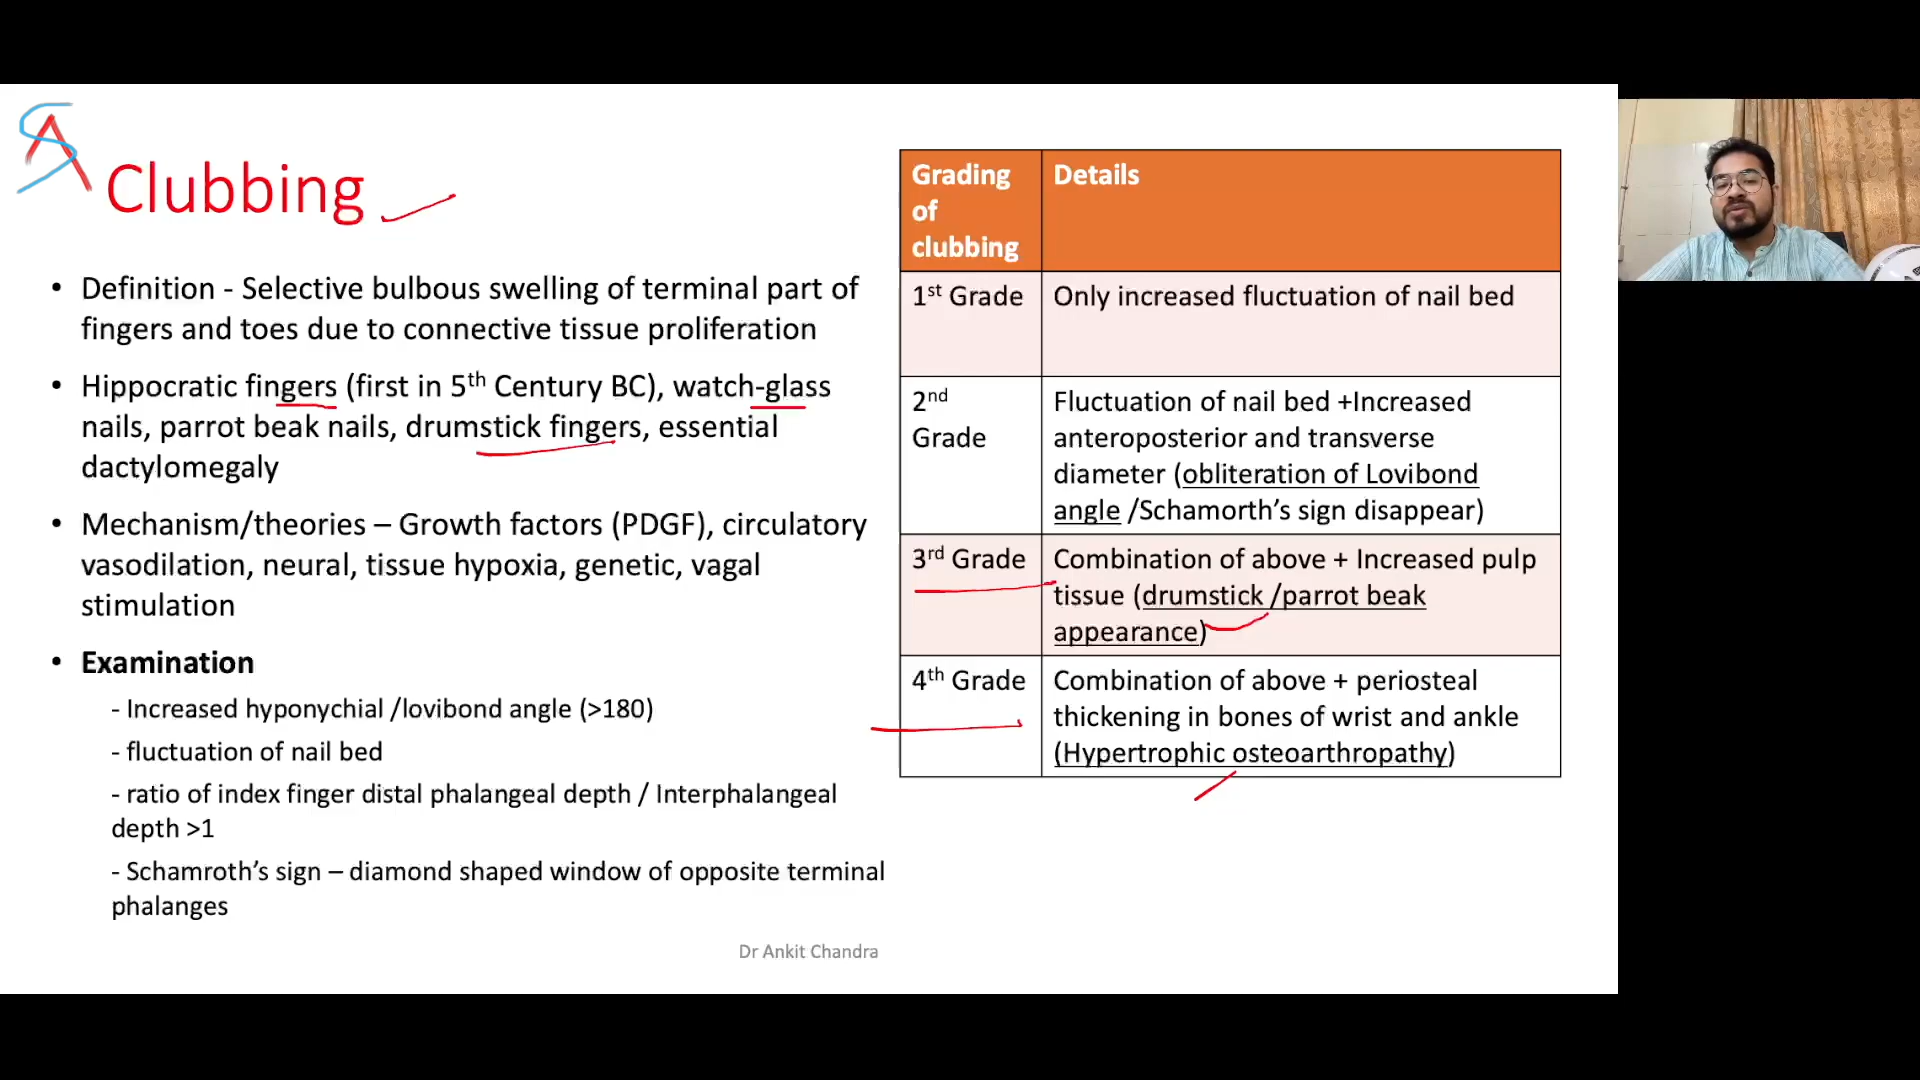 Clubbing
• Definition - Selective bulbous swelling of terminal part of
fingers and toes due to connective tissue proliferation
• Hippocratic fingers (first in 5th Century BC), watch-glass
nails, parrot beak nails, drumstick fingers, essential
dactylomegaly
• Mechanism/theories – Growth factors (PDGF), circulatory
vasodilation, neural, tissue hypoxia, genetic, vagal
stimulation
• Examination
- Increased hyponychial /lovibond angle (>180)
- fluctuation of nail bed
- ratio of index finger distal phalangeal depth / Interphalangeal
depth >1
- Schamroth's sign – diamond shaped window of opposite terminal
phalanges
Grading
of
clubbing
Details
1st Grade
Only increased fluctuation of nail bed
2nd
Grade
Fluctuation of nail bed +Increased
anteroposterior and transverse
diameter (obliteration of Lovibond
angle /Schamorth's sign disappear)
3rd Grade
Combination of above + Increased pulp
tissue (drumstick /parrot beak
appearance)
4th Grade
Combination of above + periosteal
thickening in bones of wrist and ankle
(Hypertrophic osteoarthropathy)
Dr Ankit Chandra